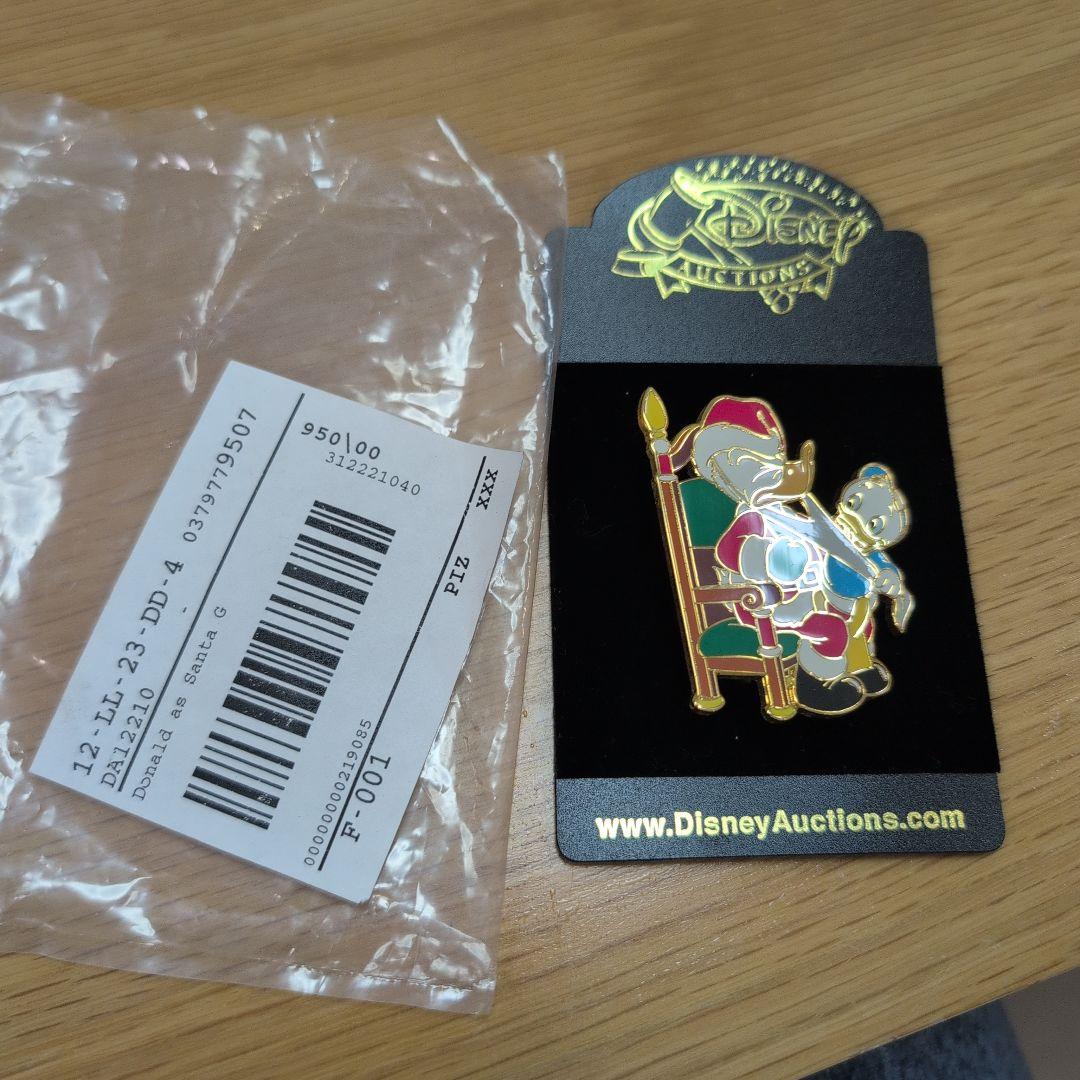 12-LL-23-DD-4 0379779507
DA12210 -
Donald as Santa G
950\00
312221040
000000000219085
F-001
PIZ
XXX
DISNEY
AUCTIONS
www.DisneyAuctions.com